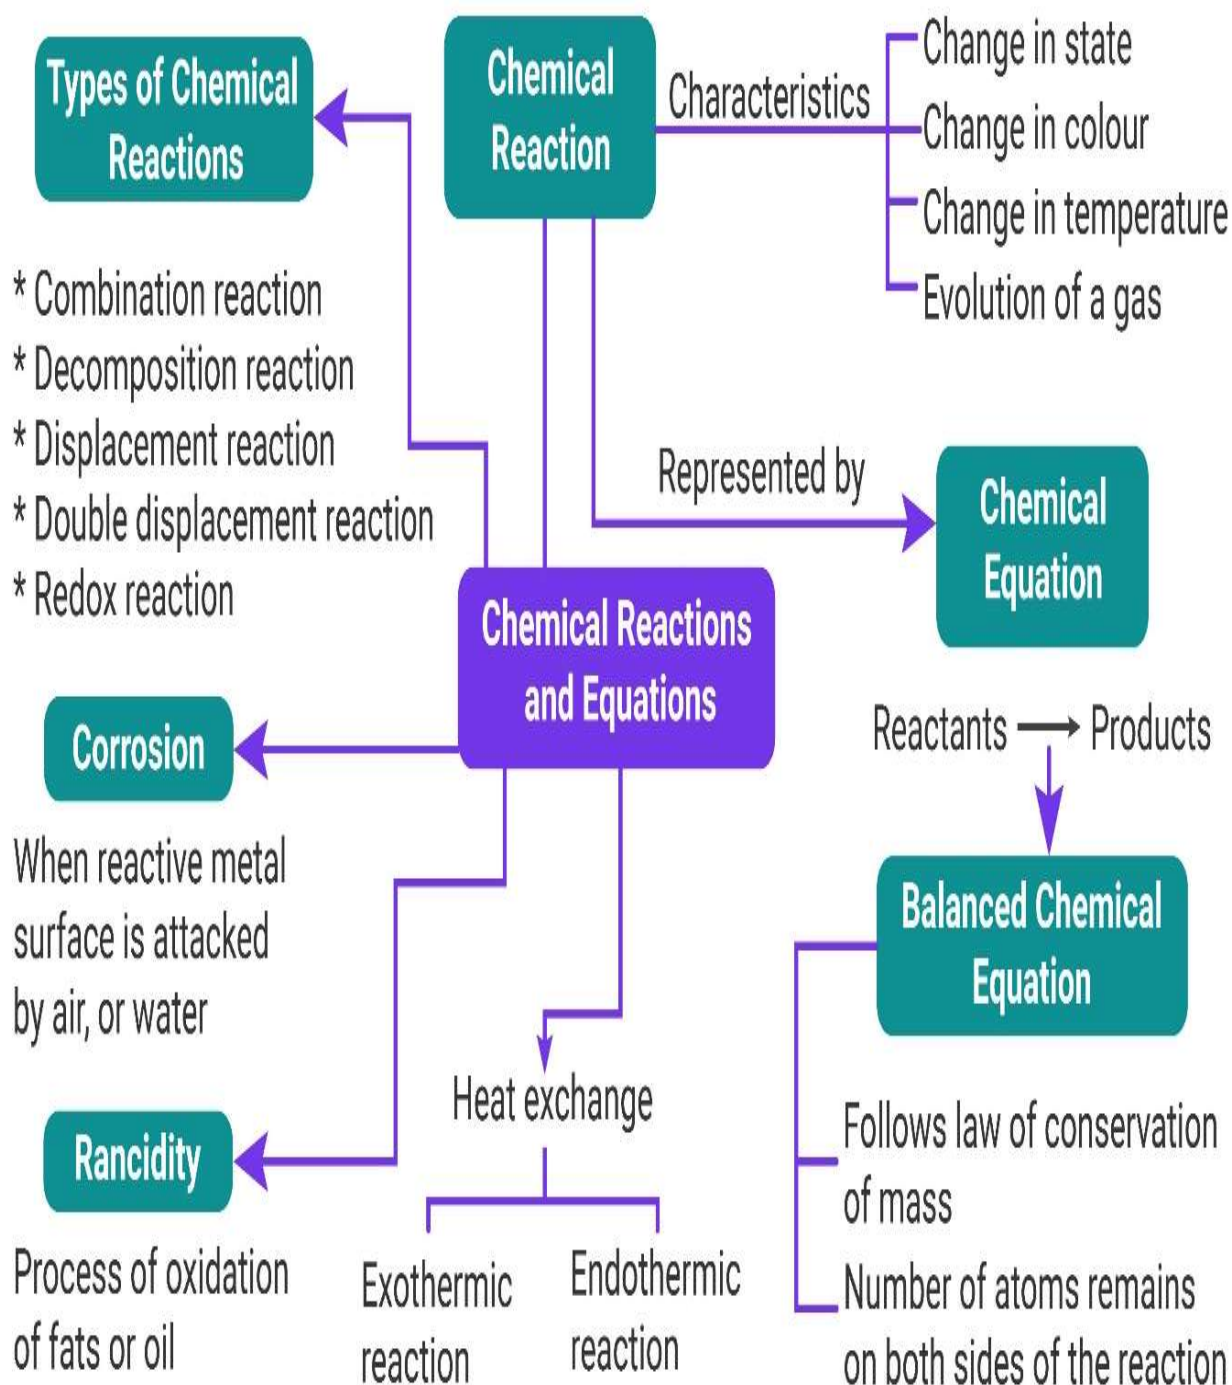 Types of Chemical
Reactions
* Combination reaction
* Decomposition reaction
* Displacement reaction
* Double displacement reaction
* Redox reaction
Chemical
Reaction
Characteristics
Change in state
Change in colour
Change in temperature
Evolution of a gas
Represented by
Chemical
Equation
Chemical Reactions
and Equations
Reactants → Products
Balanced Chemical
Equation
Follows law of conservation
of mass
Number of atoms remains
on both sides of the reaction
Corrosion
When reactive metal
surface is attacked
by air, or water
Rancidity
Process of oxidation
of fats or oil
Heat exchange
Exothermic
reaction
Endothermic
reaction